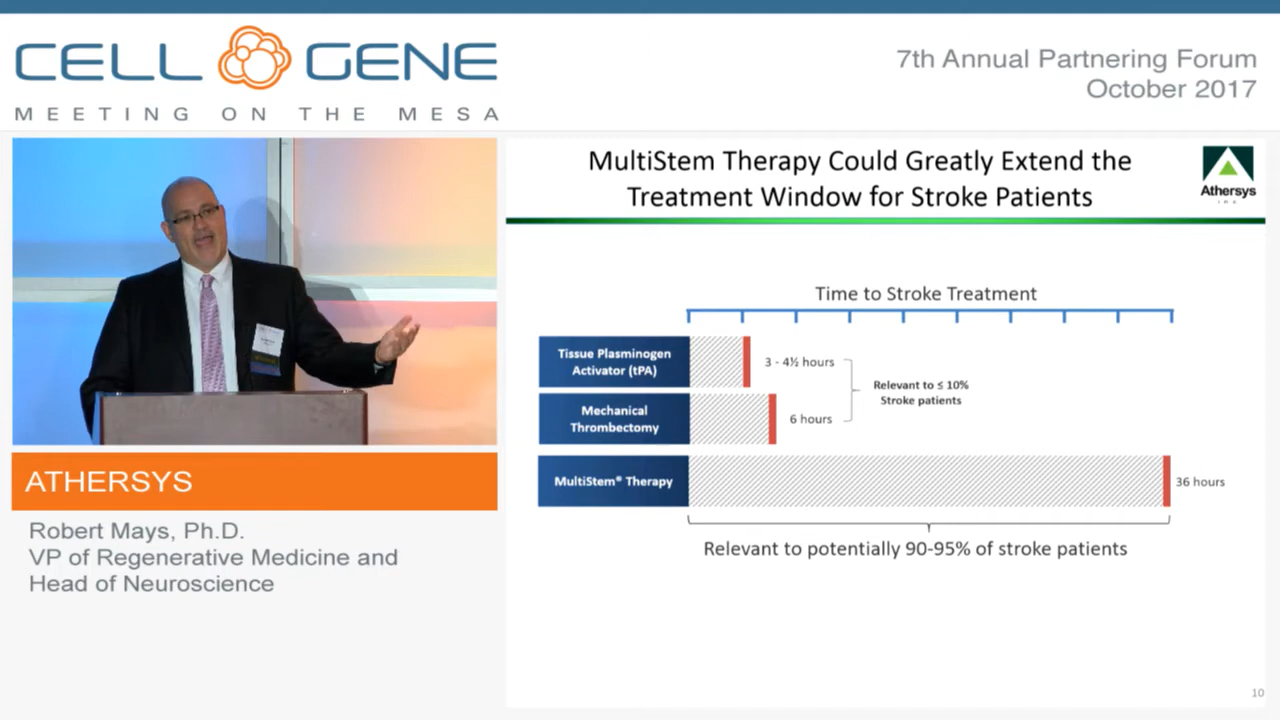 CELL GENE
MEETING ON THE MESA
7th Annual Partnering Forum
October 2017
MultiStem Therapy Could Greatly Extend the
Treatment Window for Stroke Patients
Athersys
INC
Time to Stroke Treatment
Tissue Plasminogen
Activator (tPA)
3 - 4½ hours
Mechanical
Thrombectomy
6 hours
Relevant to ≤ 10%
Stroke patients
MultiStem® Therapy
36 hours
Relevant to potentially 90-95% of stroke patients
10
ATHERSYS
Robert Mays, Ph.D.
VP of Regenerative Medicine and
Head of Neuroscience